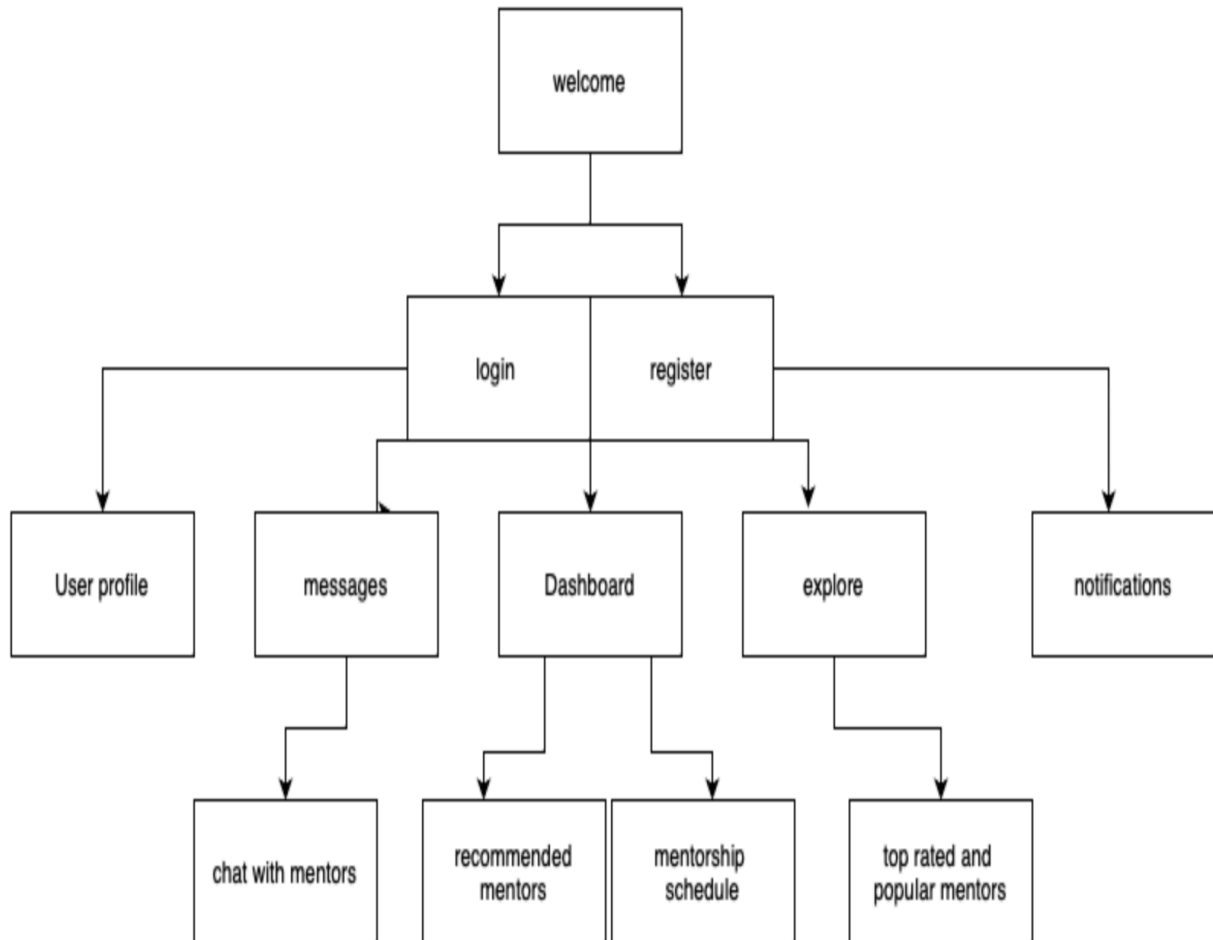 welcome
login
register
User profile
messages
Dashboard
explore
notifications
chat with mentors
recommended
mentors
mentorship
schedule
top rated and
popular mentors